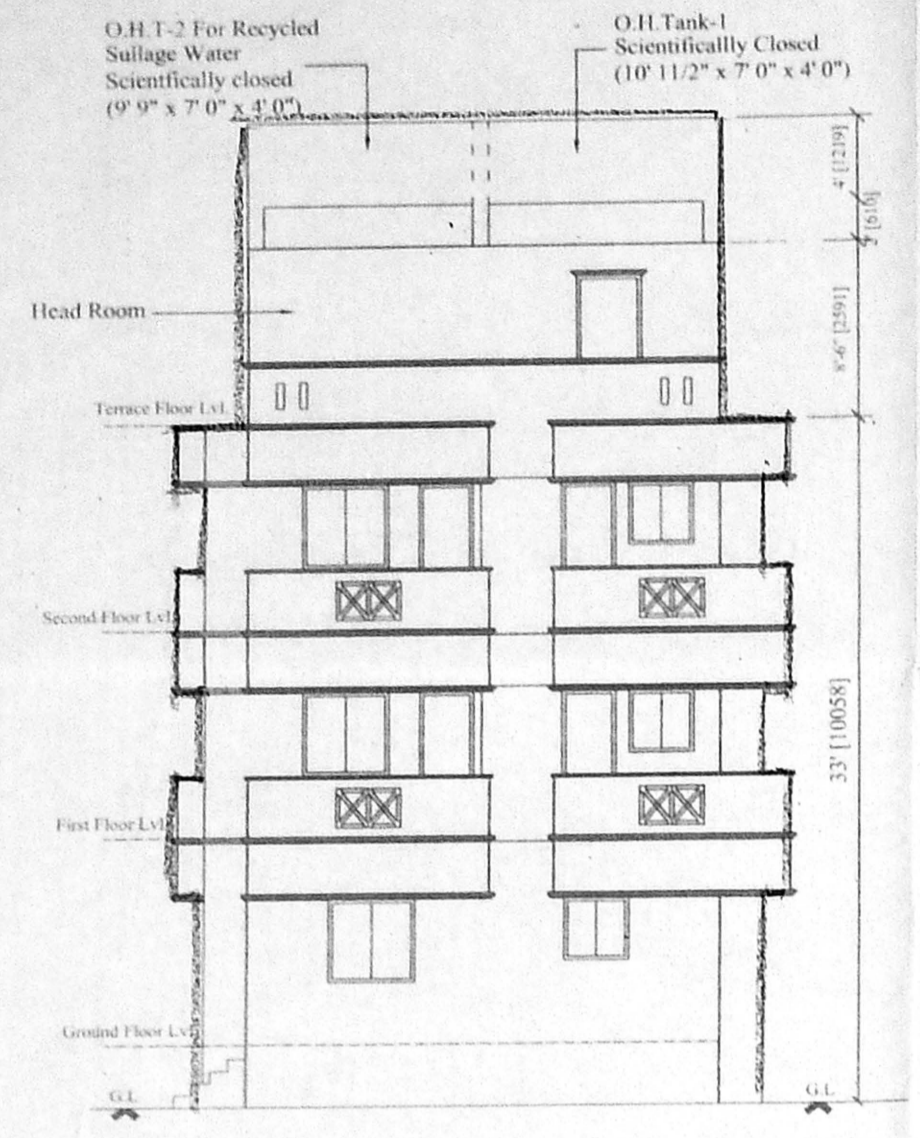 O.H.T-2 For Recycled
Sullage Water
Scientfically closed
(9' 9" x 7' 0" x 4' 0")
O.H.Tank-1
Scientificallly Closed
(10' 11/2" x 7' 0" x 4' 0")
4' [1219]
2' [610]
Head Room
8'-6" [2591]
Terrace Floor Lvl.
Second Floor Lvl.
33' [10058]
First Floor Lvl.
Ground Floor Lvl.
G.L
G.L